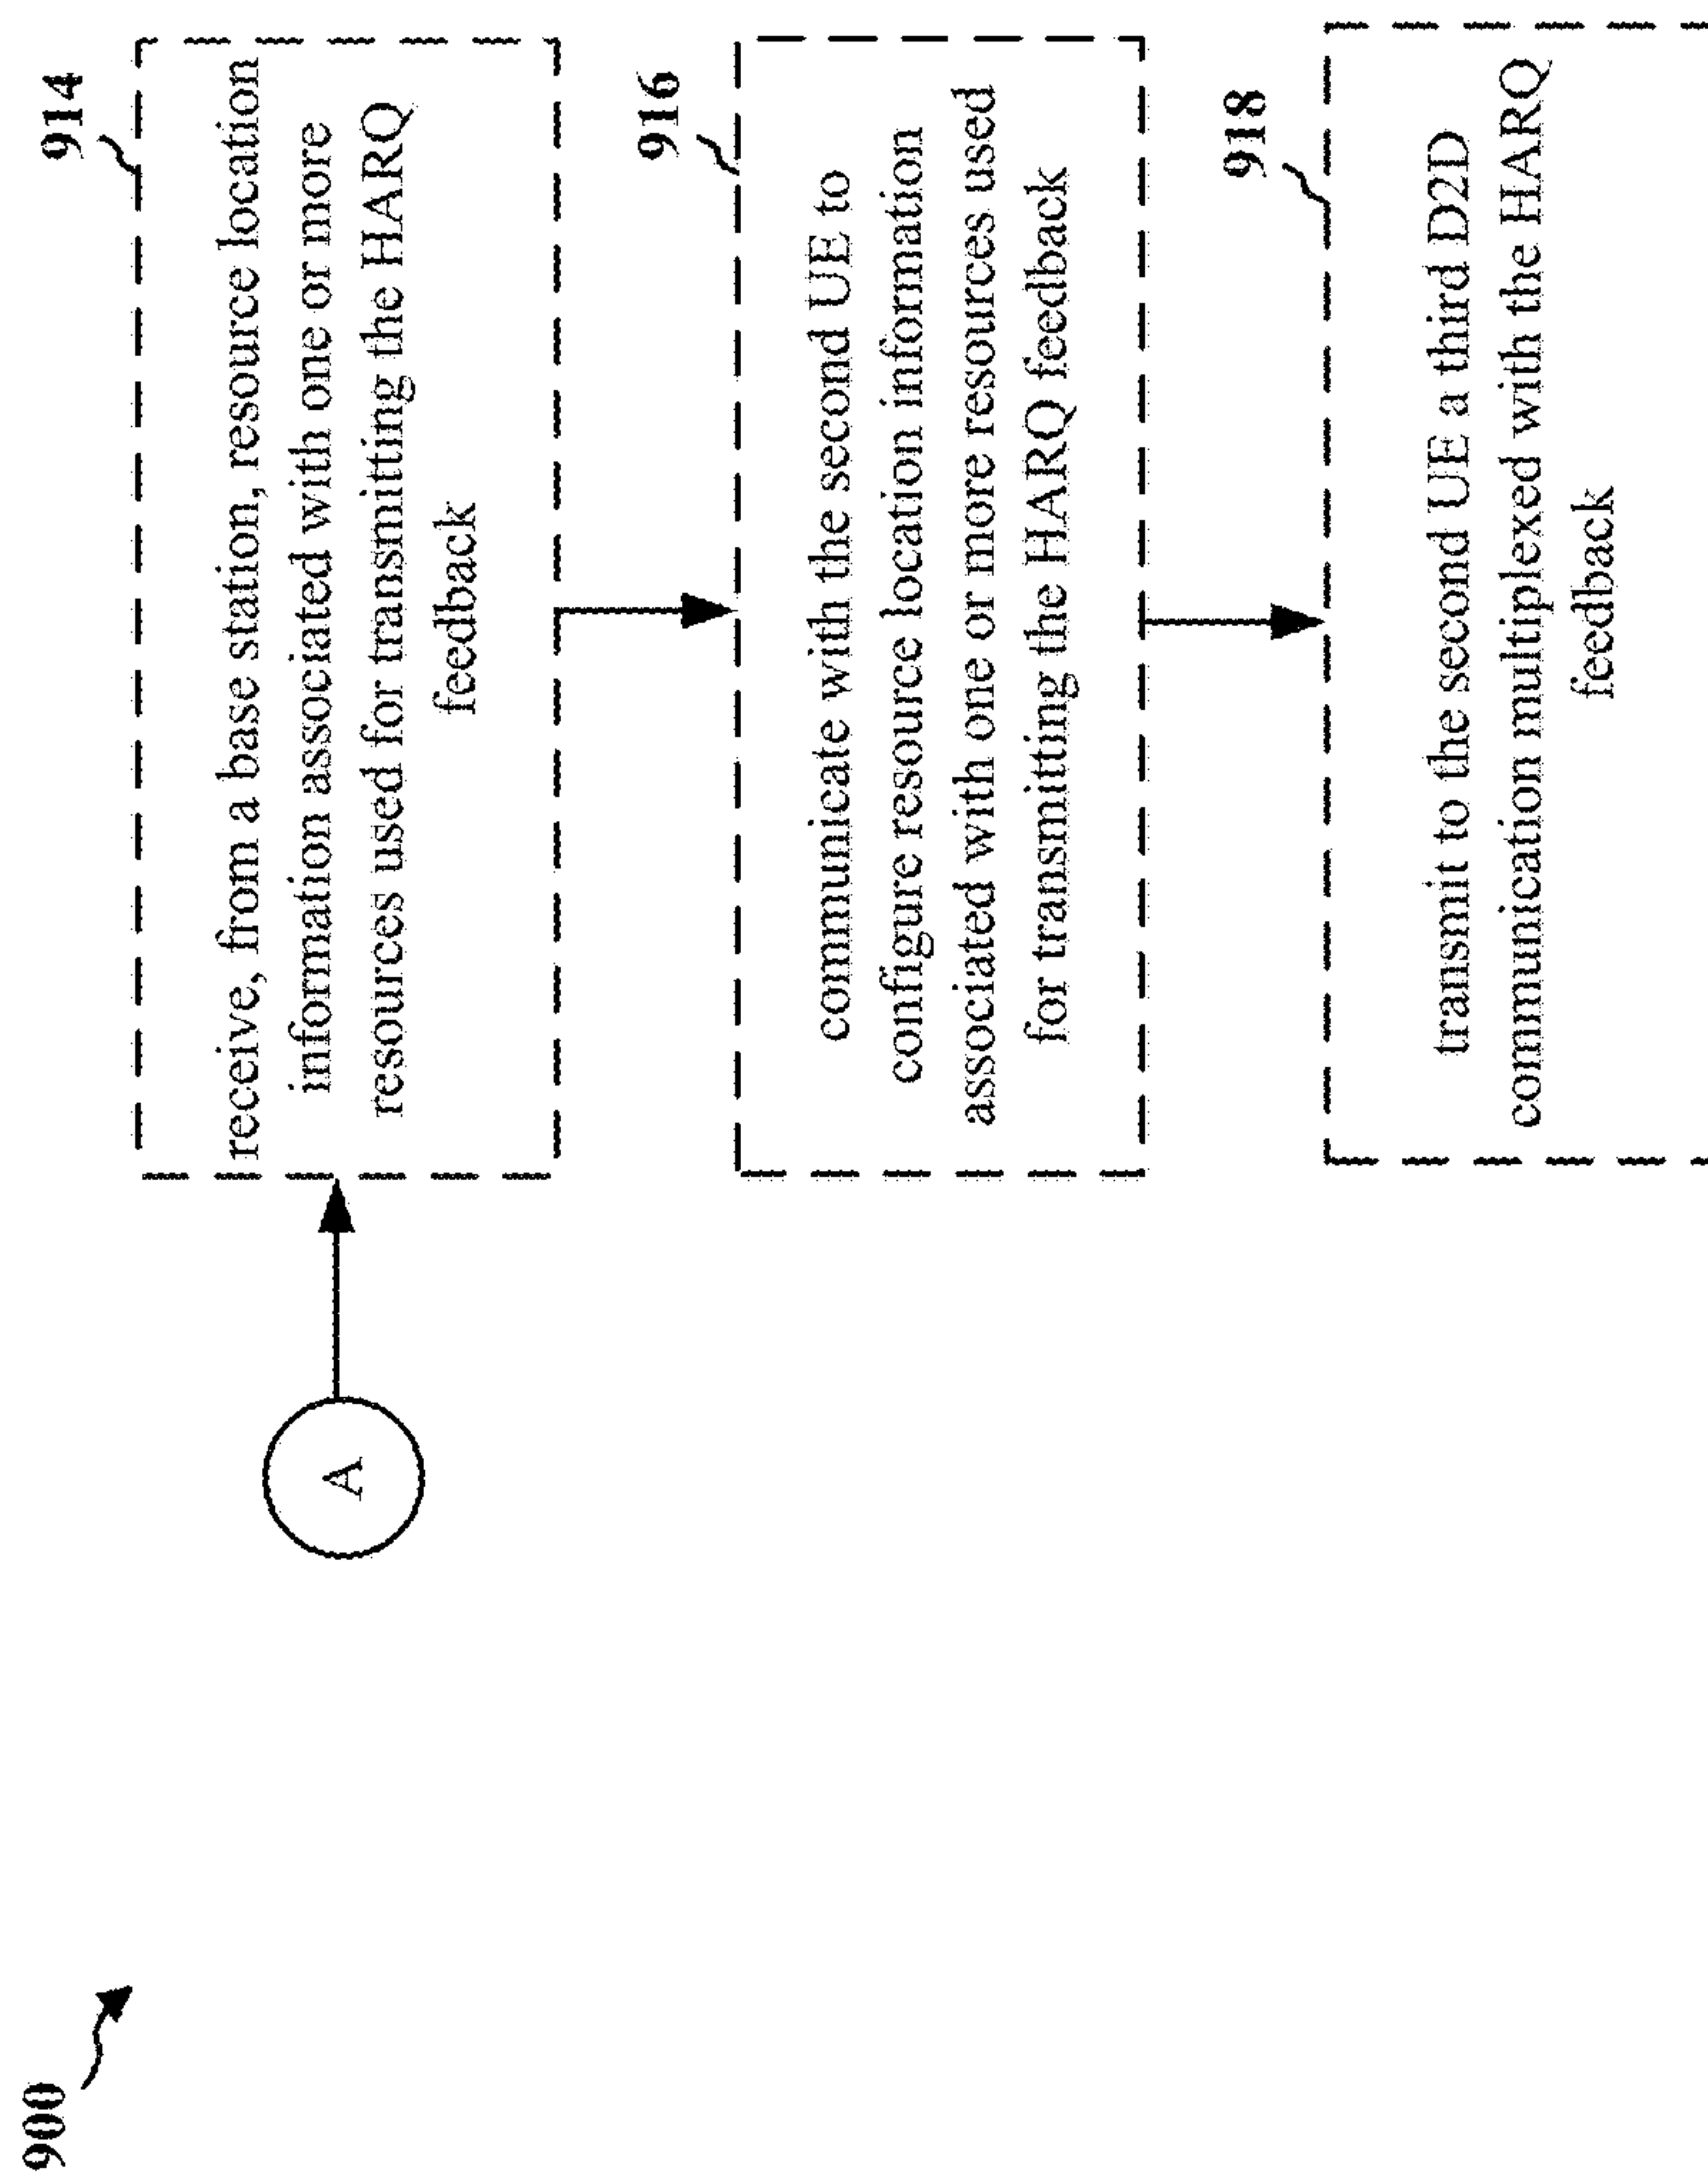 900
A
914
receive, from a base station, resource location
information associated with one or more
resources used for transmitting the HARQ
feedback
916
communicate with the second UE to
configure resource location information
associated with one or more resources used
for transmitting the HARQ feedback
918
transmit to the second UE a third D2D
communication multiplexed with the HARQ
feedback